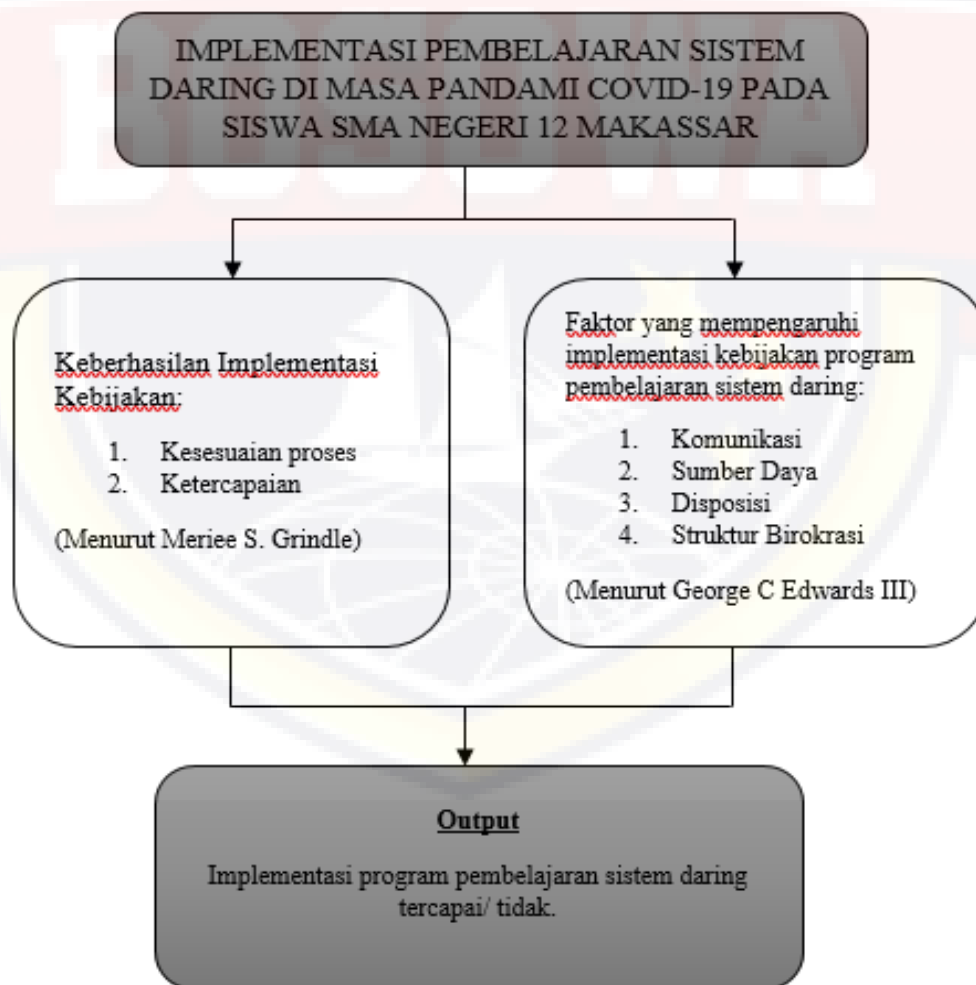 IMPLEMENTASI PEMBELAJARAN SISTEM
DARING DI MASA PANDAMI COVID-19 PADA
SISWA SMA NEGERI 12 MAKASSAR
Keberhasilan Implementasi
Kebijakan:
1. Kesesuaian proses
2. Ketercapaian
(Menurut Meriee S. Grindle)
Faktor yang mempengaruhi
implementasi kebijakan program
pembelajaran sistem daring:
1. Komunikasi
2. Sumber Daya
3. Disposisi
4. Struktur Birokrasi
(Menurut George C Edwards III)
Output
Implementasi program pembelajaran sistem daring
tercapai/ tidak.
BOSOWA